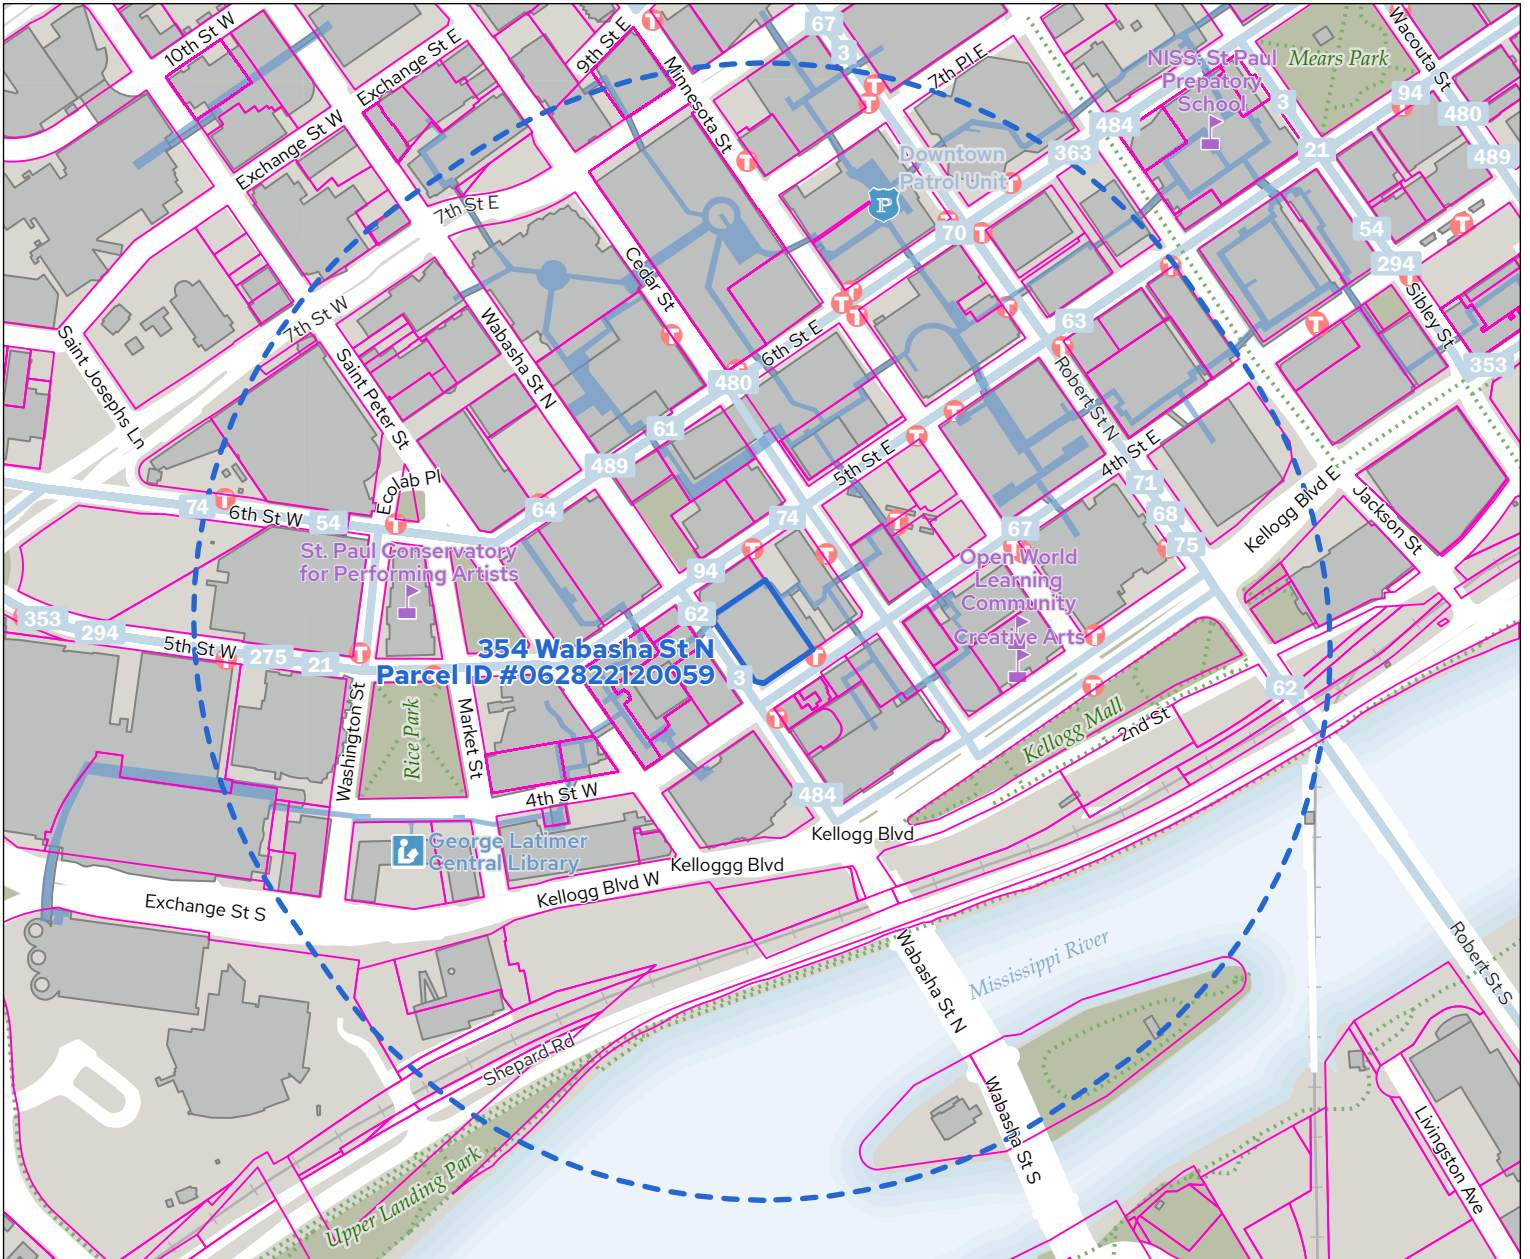 10th St W
Exchange St E
9th St E
67
3
7th Pl E
Wacouta St
Mears Park
NISS: St Paul
Prepatory
School
Minnesota St
3
94
480
484
363
21
489
Exchange St W
Downtown
Patrol Unit
P
7th St E
70
54
294
Cedar St
Sibley St
7th St W
63
6th St E
Saint Josephs Ln
Saint Peter St
Wabasha St N
Robert St N
353
480
61
4th St E
5th St E
489
Ecolab Pl
71
74
6th St W
54
64
74
67
68
Kellogg Blvd E
Jackson St
75
St. Paul Conservatory
for Performing Artists
94
Open World
Learning
Community
Creative Arts
353
294
62
5th St W
275
21
354 Wabasha St N
Parcel ID #062822120059
3
62
Washington St
Rice Park
Market St
Kellogg Mall
2nd St
4th St W
484
Kellogg Blvd
George Latimer
Central Library
Kelloggg Blvd
Kellogg Blvd W
Exchange St S
Wabasha St N
Mississippi River
Robert St S
Shepard Rd
Wabasha St S
Livingston Ave
Upper Landing Park